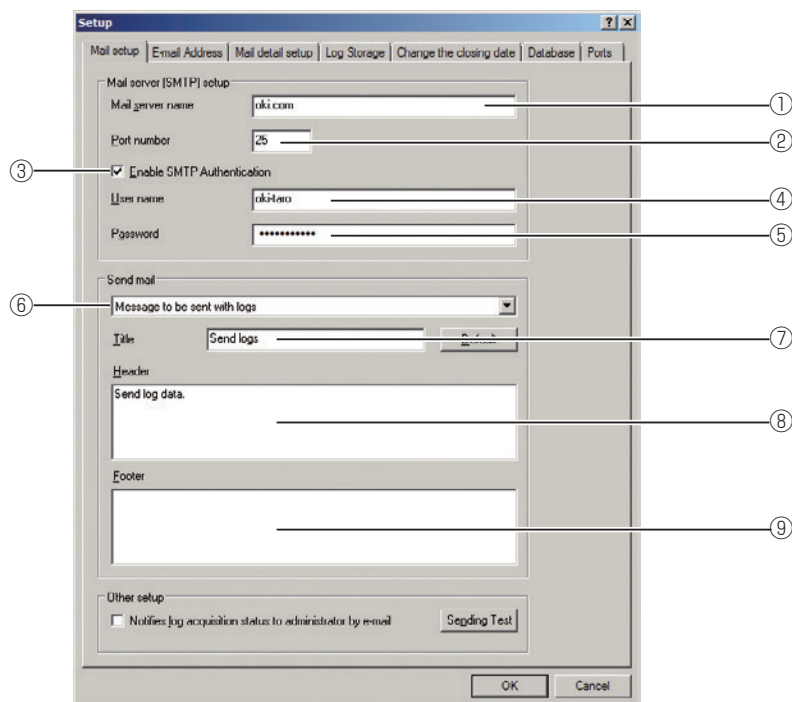 Setup
Mail setup E-mail Address Mail detail setup Log Storage Change the closing date Database Ports
Mail server (SMTP) setup
Mail server name oki.com ①
Port number 25 ②
③ Enable SMTP Authentication
User name oki-taro ④
Password ••••••••••• ⑤
Send mail
⑥ Message to be sent with logs
Title Send logs Default ⑦
Header
Send log data.
⑧
Footer
⑨
Other setup
Notifies log acquisition status to administrator by e-mail Sending Test
OK Cancel